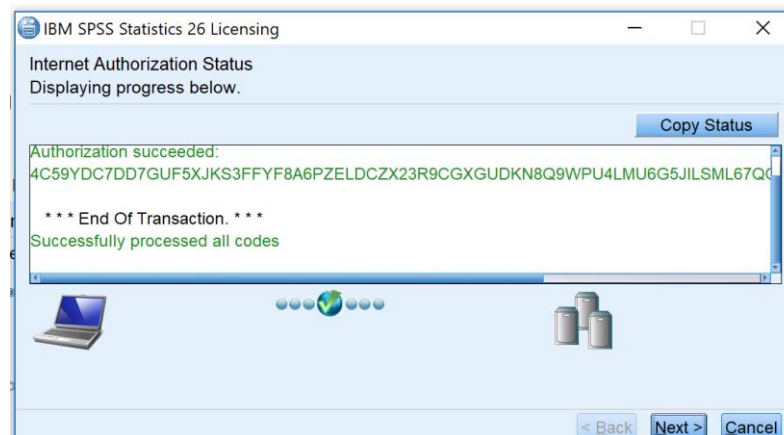 IBM SPSS Statistics 26 Licensing
Internet Authorization Status
Displaying progress below.
Copy Status
Authorization succeeded:
4C59YDC7DD7GUF5XJKS3FFYF8A6PZELDCZX23R9CGXGUDKN8Q9WPU4LMU6G5JILSML67QC
* * * End Of Transaction. * * *
Successfully processed all codes
< Back
Next >
Cancel